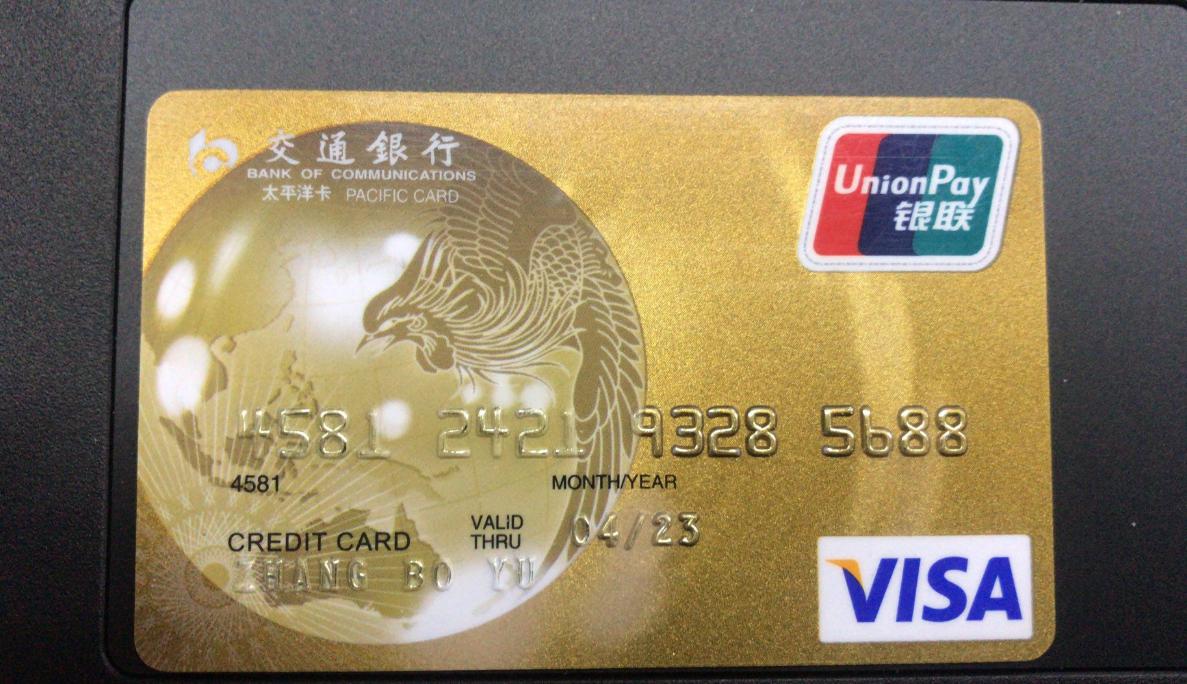 交通銀行
BANK OF COMMUNICATIONS
太平洋卡 PACIFIC CARD
UnionPay
银联
4581 2421 9328 5688
4581 MONTH/YEAR
CREDIT CARD VALID THRU 04/23
ZHANG BO YU
VISA